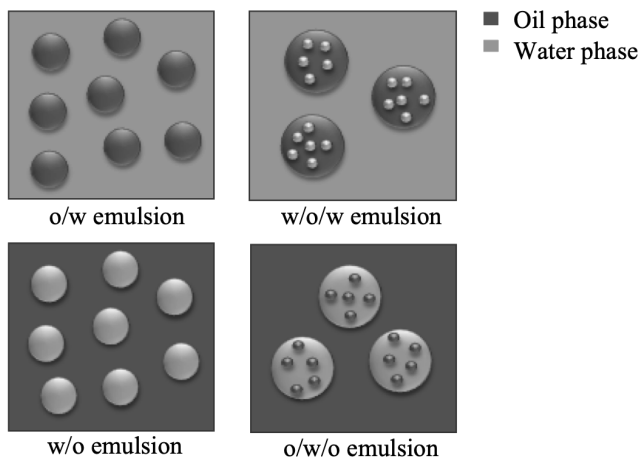 Oil phase
Water phase
o/w emulsion
w/o/w emulsion
w/o emulsion
o/w/o emulsion